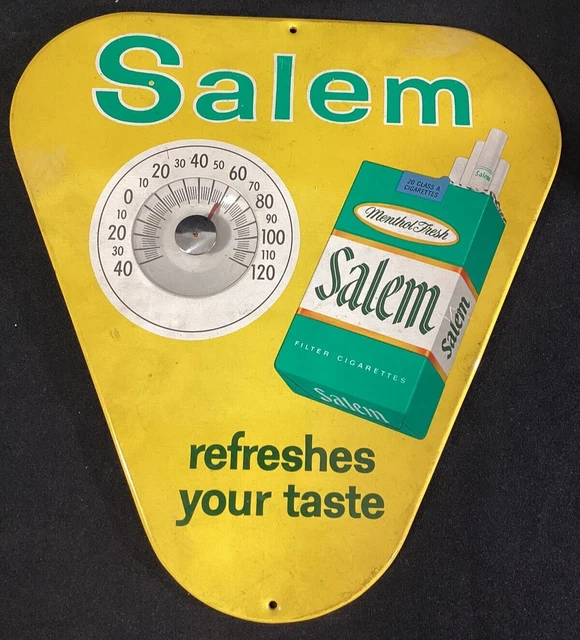 Salem
40 30 20 10 0 10 20 30 40 50 60 70 80 90 100 110 120
20 CLASS A
CIGARETTES
Salem
Menthol Fresh
Salem
Salem
FILTER CIGARETTES
Salem
refreshes
your taste